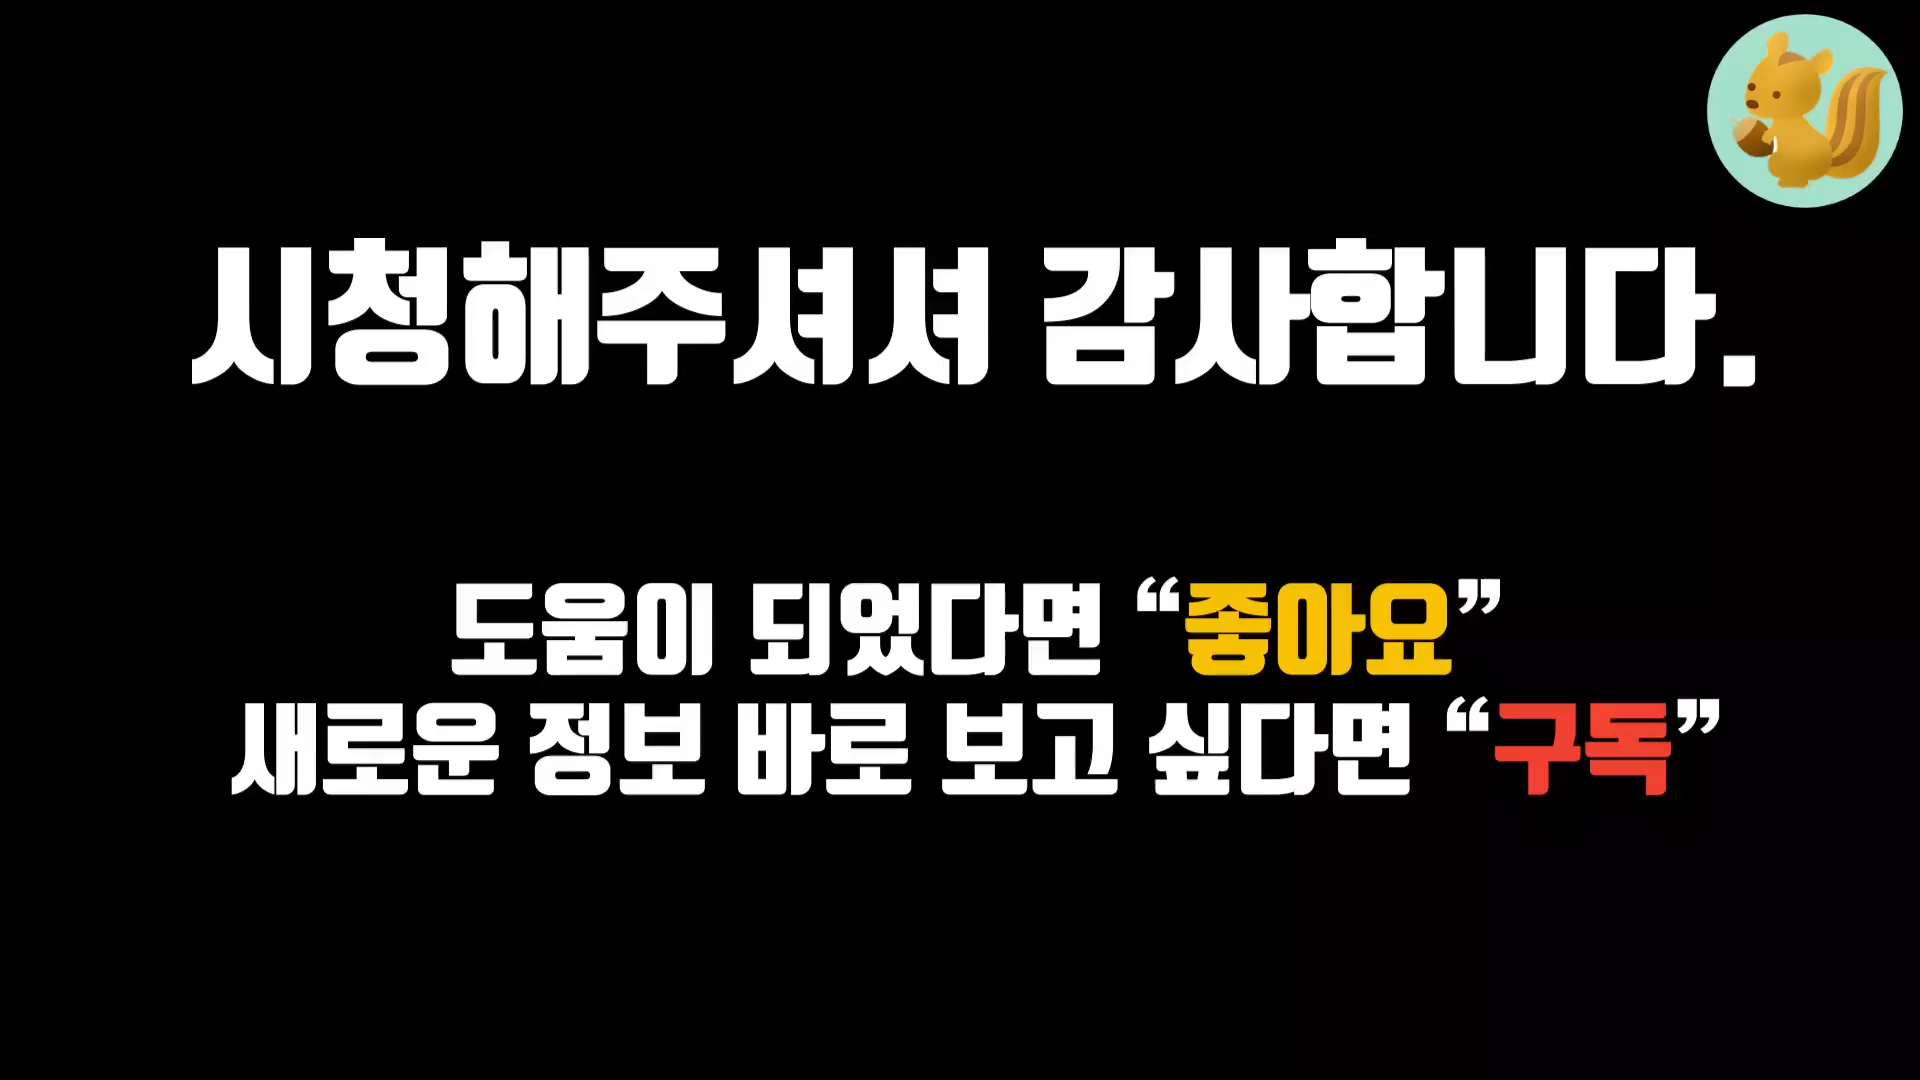 시청해주셔셔 감사합니다.
도움이 되었다면 “좋아요”
새로운 정보 바로 보고 싶다면 “구독”